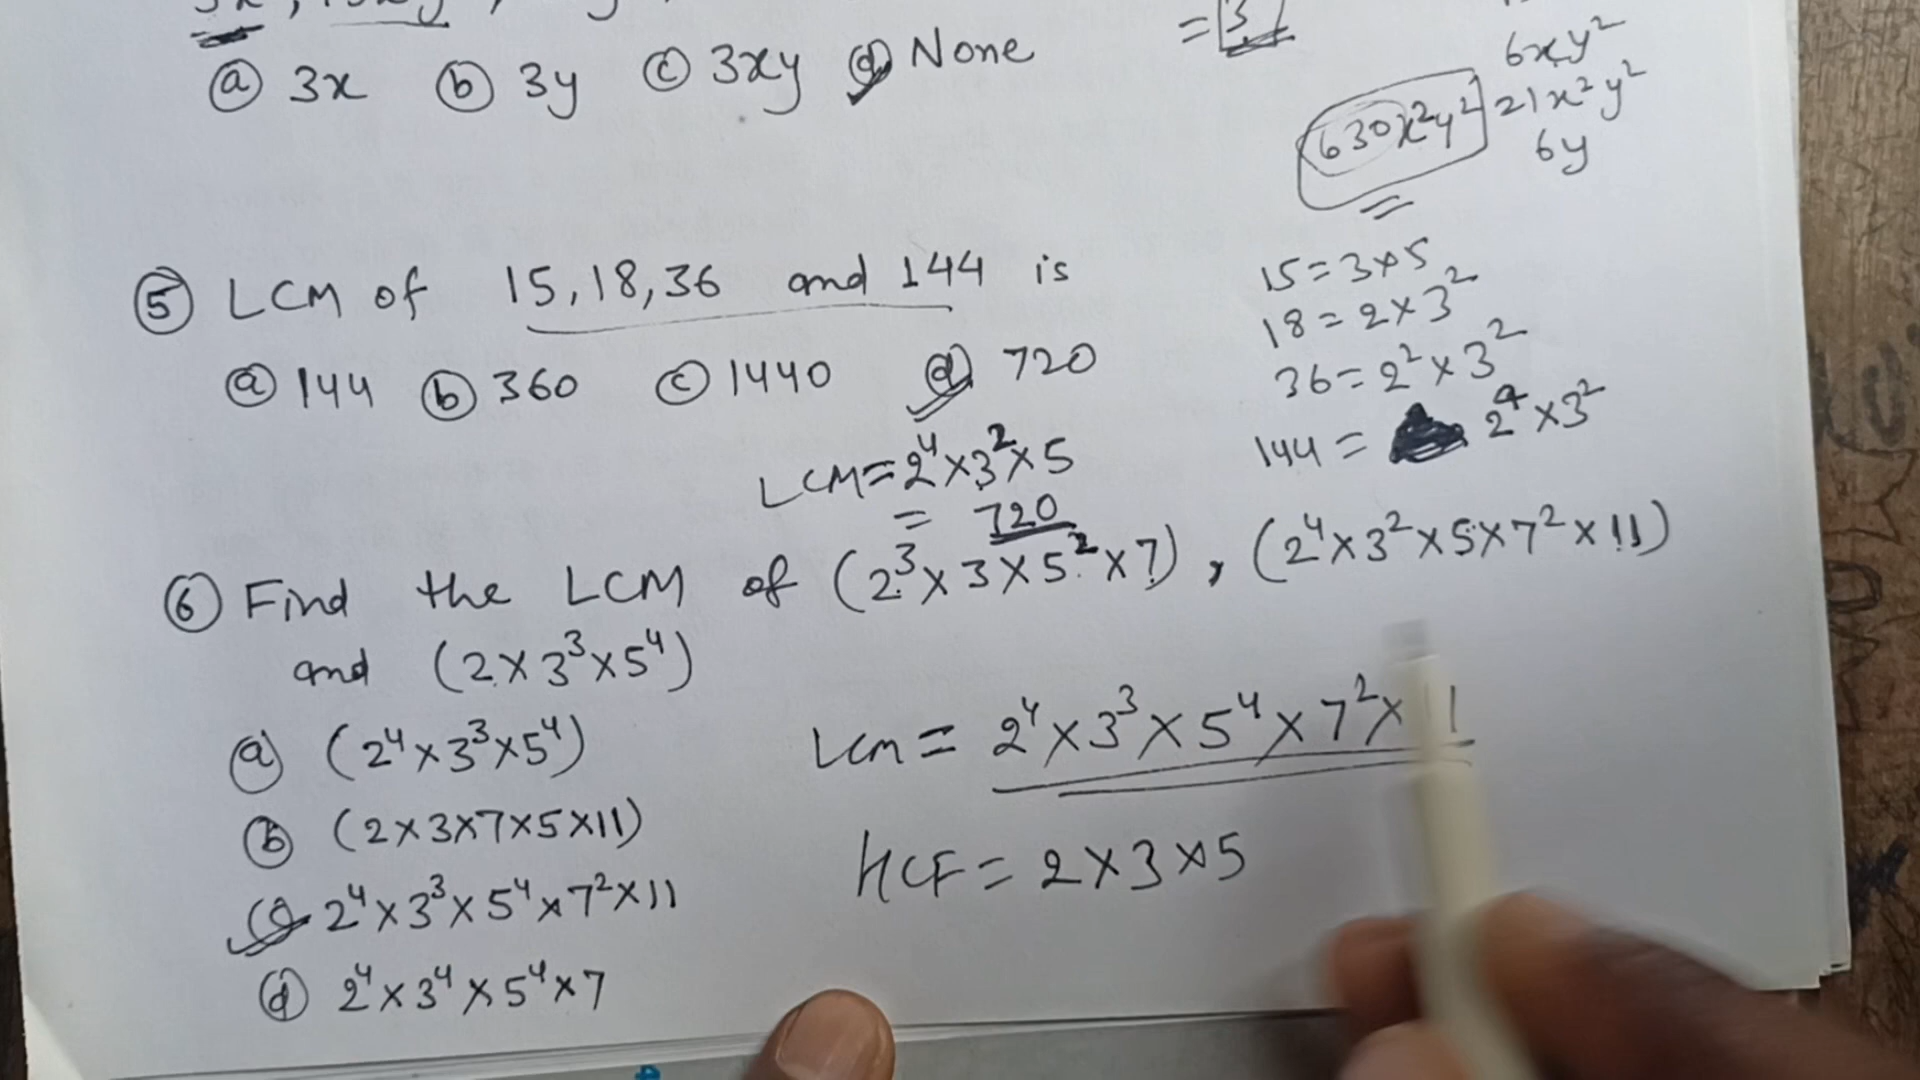 ⓐ 3x ⓑ 3y ⓒ 3xy ⓓ None
6xy²
21x²y²
6y
630x²y²
⑤ LCM of 15, 18, 36 and 144 is
ⓐ 144 ⓑ 360 ⓒ 1440 ⓓ 720
15 = 3 × 5
18 = 2 × 3²
36 = 2² × 3²
144 = 2⁴ × 3²
LCM = 2⁴ × 3² × 5
= 720
⑥ Find the LCM of (2³ × 3 × 5² × 7), (2⁴ × 3² × 5 × 7² × 11)
and (2 × 3³ × 5⁴)
ⓐ (2⁴ × 3³ × 5⁴)
ⓑ (2 × 3 × 7 × 5 × 11)
ⓒ 2⁴ × 3³ × 5⁴ × 7² × 11
ⓓ 2⁴ × 3⁴ × 5⁴ × 7
Lcm = 2⁴ × 3³ × 5⁴ × 7² × 11
HCF = 2 × 3 × 5